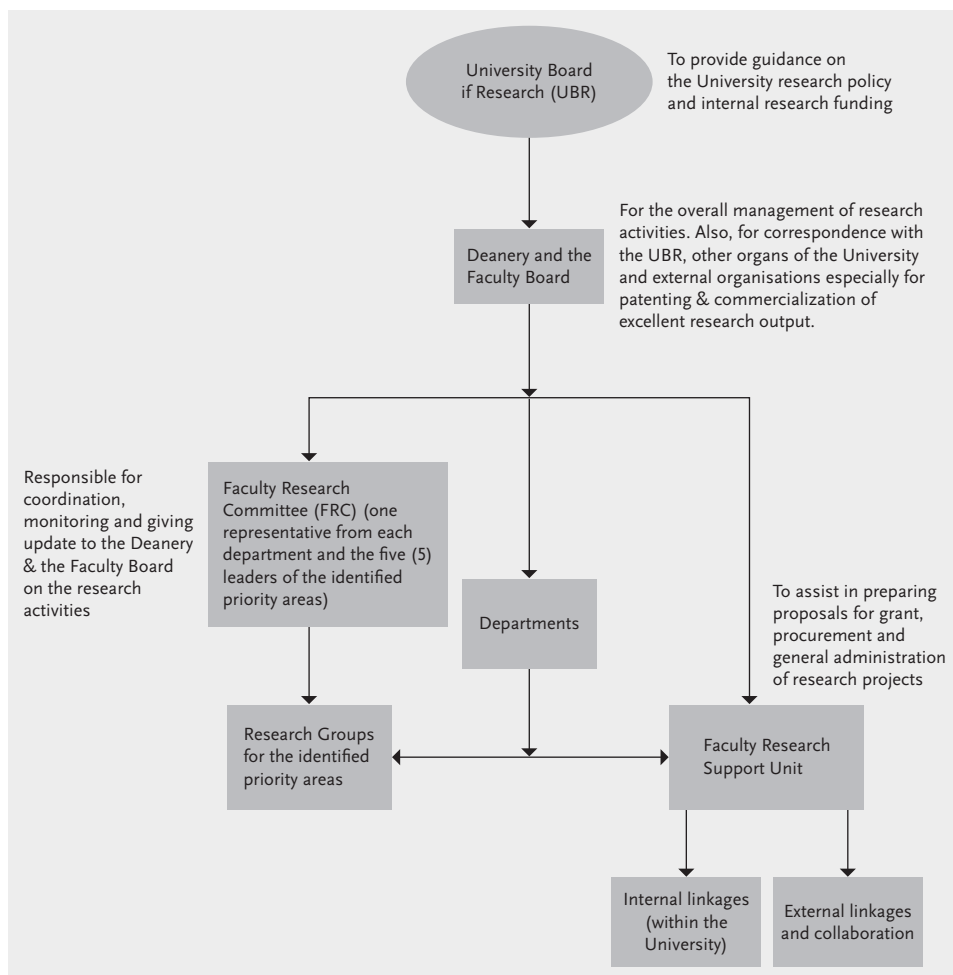 University Board
if Research (UBR)
To provide guidance on
the University research policy
and internal research funding
Deanery and the
Faculty Board
For the overall management of research
activities. Also, for correspondence with
the UBR, other organs of the University
and external organisations especially for
patenting & commercialization of
excellent research output.
Responsible for
coordination,
monitoring and giving
update to the Deanery
& the Faculty Board
on the research
activities
Faculty Research
Committee (FRC) (one
representative from each
department and the five (5)
leaders of the identified
priority areas)
Departments
To assist in preparing
proposals for grant,
procurement and
general administration
of research projects
Research Groups
for the identified
priority areas
Faculty Research
Support Unit
Internal linkages
(within the
University)
External linkages
and collaboration